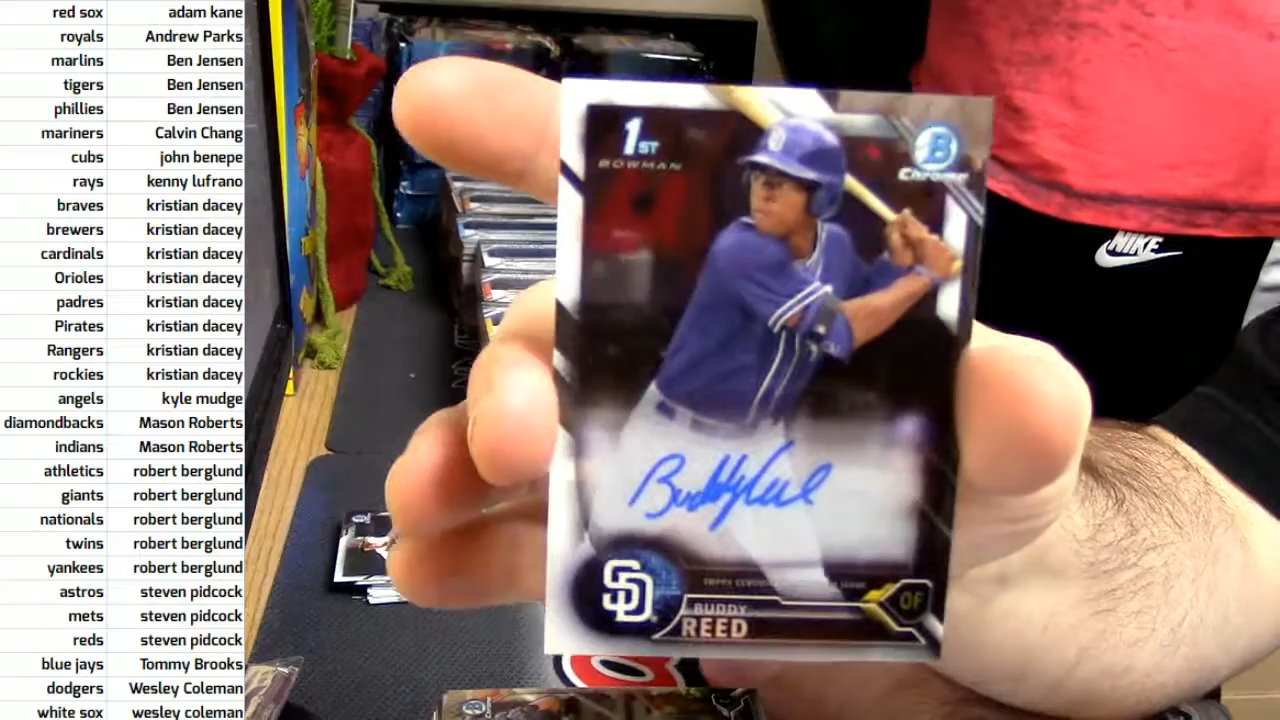 red sox adam kane
royals Andrew Parks
marlins Ben Jensen
tigers Ben Jensen
phillies Ben Jensen
mariners Calvin Chang
cubs john benepe
rays kenny lufrano
braves kristian dacey
brewers kristian dacey
cardinals kristian dacey
Orioles kristian dacey
padres kristian dacey
Pirates kristian dacey
Rangers kristian dacey
rockies kristian dacey
angels kyle mudge
diamondbacks Mason Roberts
indians Mason Roberts
athletics robert berglund
giants robert berglund
nationals robert berglund
twins robert berglund
yankees robert berglund
astros steven pidcock
mets steven pidcock
reds steven pidcock
blue jays Tommy Brooks
dodgers Wesley Coleman
white sox wesley coleman
1ST
BOWMAN
B
Chrome
NIKE
SD
BUDDY
REED
OF